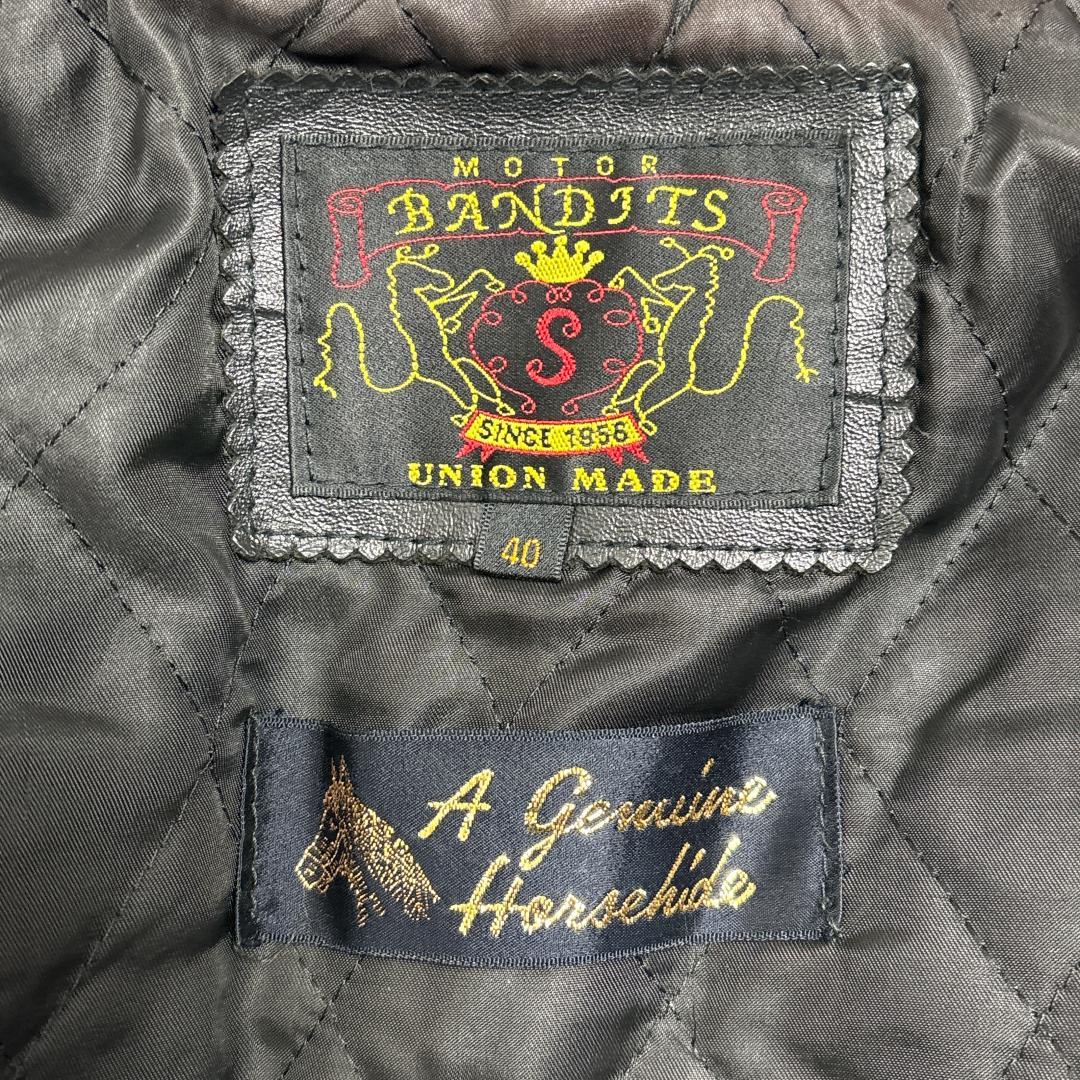 MOTOR
BANDITS
S
SINCE 1956
UNION MADE
40
A Genuine
Horsehide